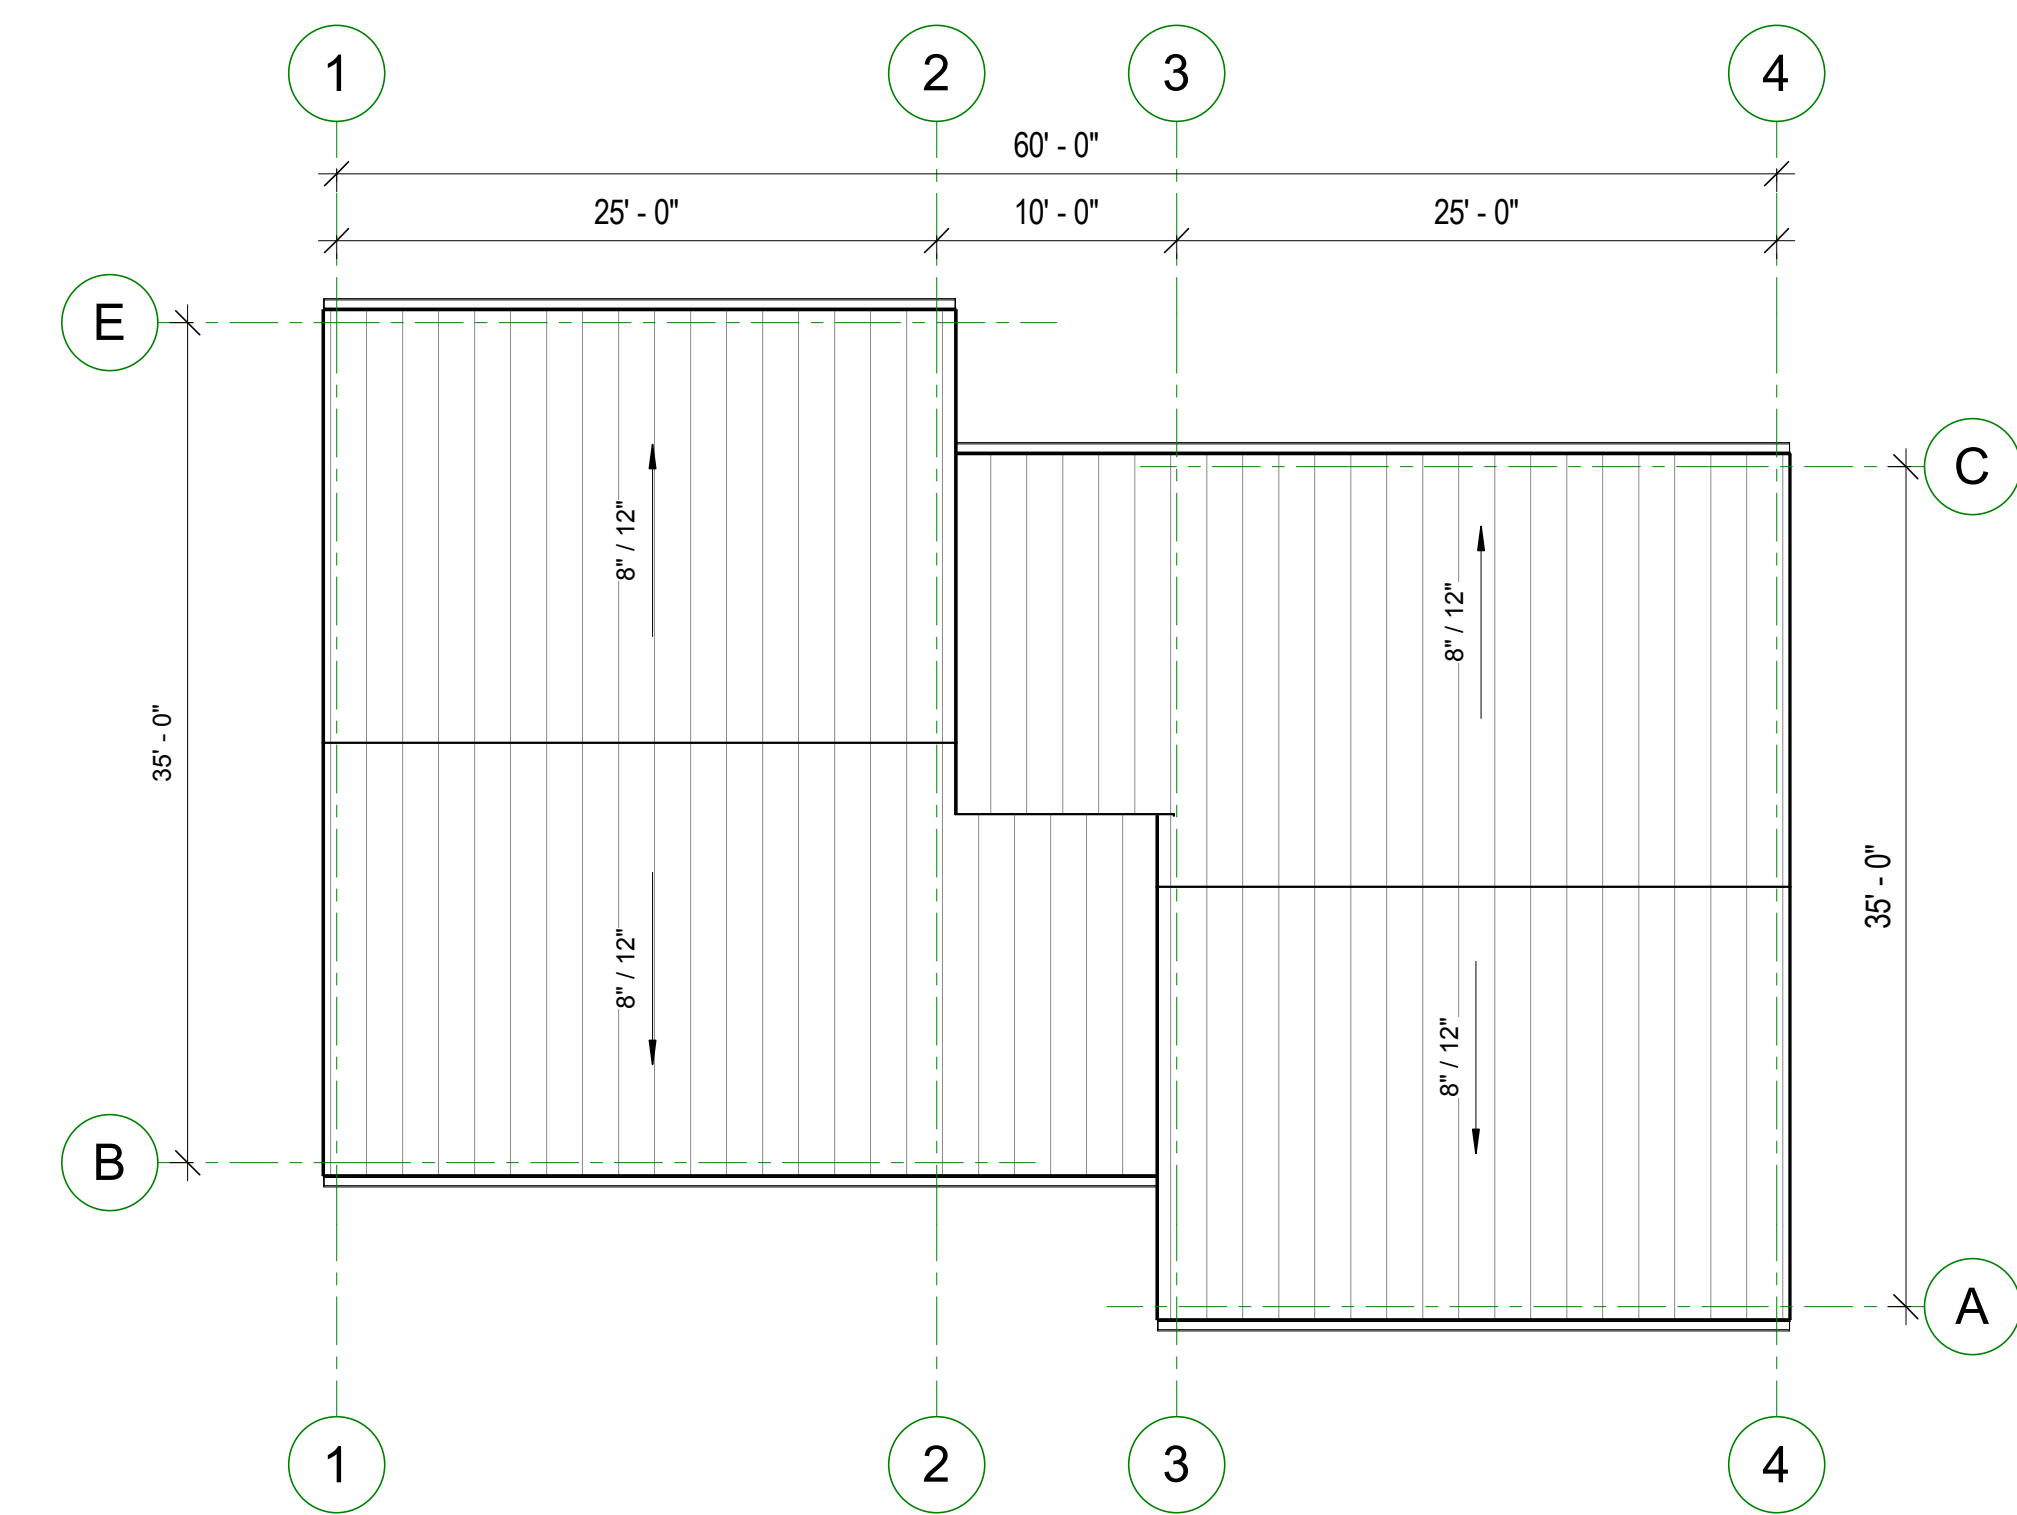 1 2 3 4
60' - 0"
25' - 0" 10' - 0" 25' - 0"
E
C
8" / 12"
8" / 12"
35' - 0"
35' - 0"
8" / 12"
8" / 12"
B
A
1 2 3 4